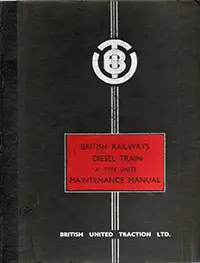 BRITISH RAILWAYS
DIESEL TRAIN
A TYPE UNITS
MAINTENANCE MANUAL
BRITISH UNITED TRACTION LTD.